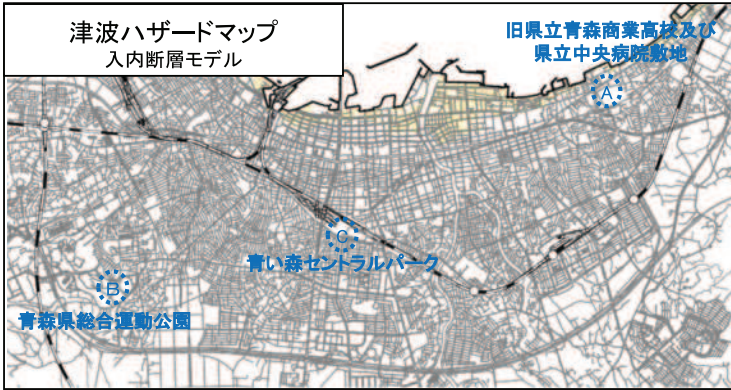 津波ハザードマップ
入内断層モデル
旧県立青森商業高校及び
県立中央病院敷地
A
C
青い森セントラルパーク
B
青森県総合運動公園